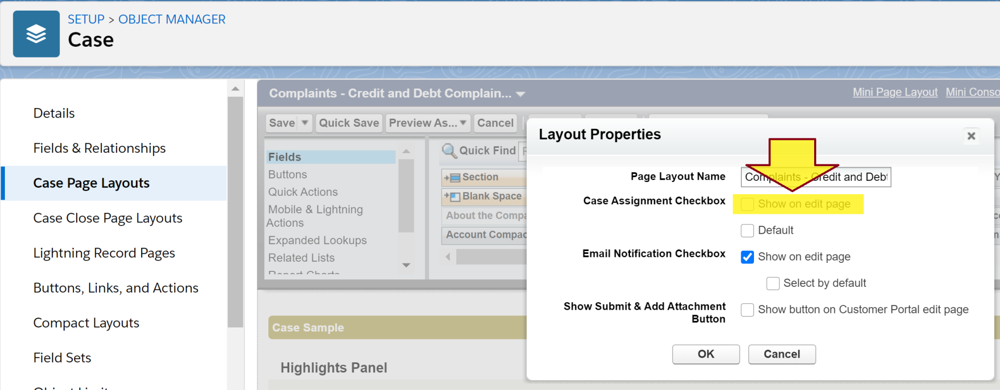 SETUP > OBJECT MANAGER
Case
Details
Fields & Relationships
Case Page Layouts
Case Close Page Layouts
Lightning Record Pages
Buttons, Links, and Actions
Compact Layouts
Field Sets
Complaints - Credit and Debt Complain...
Mini Page Layout Mini Conso
Save Quick Save Preview As... Cancel
Fields
Buttons
Quick Actions
Mobile & Lightning
Actions
Expanded Lookups
Related Lists
Report Charts
Quick Find
Section
Blank Space
About the Compa
Account Compac
Case Sample
Highlights Panel
Layout Properties
Page Layout Name Complaints - Credit and Debt
Case Assignment Checkbox Show on edit page
Default
Email Notification Checkbox Show on edit page
Select by default
Show Submit & Add Attachment
Button
Show button on Customer Portal edit page
OK Cancel